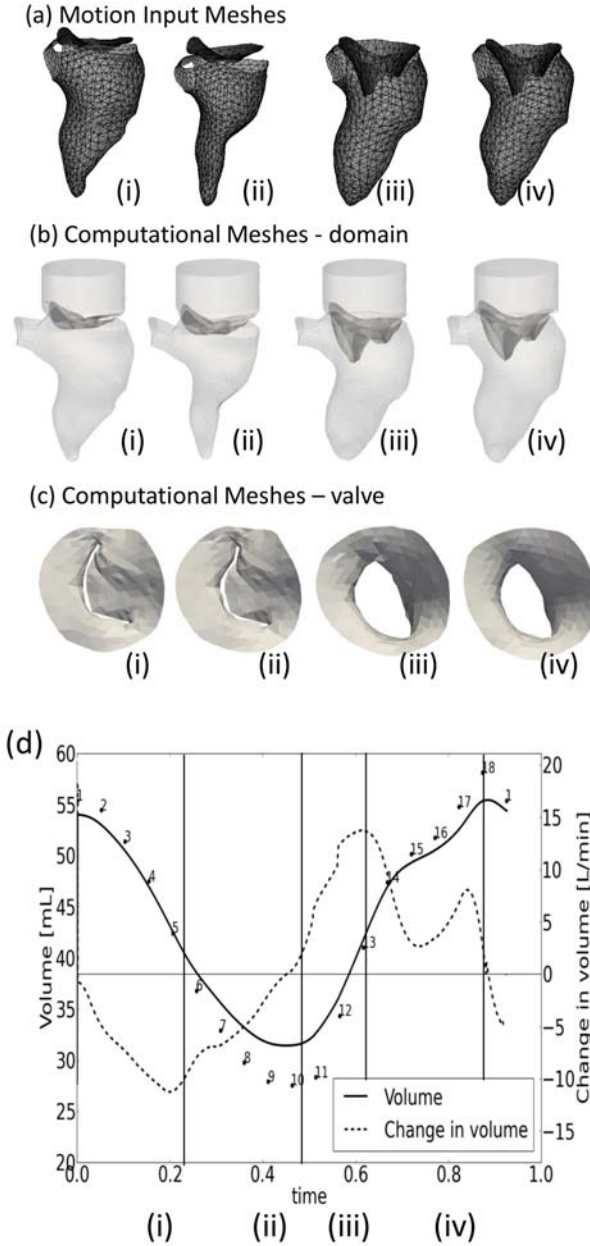 (a) Motion Input Meshes
(i) (ii) (iii) (iv)
(b) Computational Meshes - domain
(i) (ii) (iii) (iv)
(c) Computational Meshes – valve
(i) (ii) (iii) (iv)
(d)
Volume [mL]
60
55
50
45
40
35
30
25
20
1
2
3
4
5
6
7
8
9
10
11
12
13
14
15
16
17
18
1
Volume
Change in volume
20
15
10
5
0
−5
−10
−15
Change in volume [L/min]
0.0 0.2 0.4 0.6 0.8 1.0
time
(i) (ii) (iii) (iv)